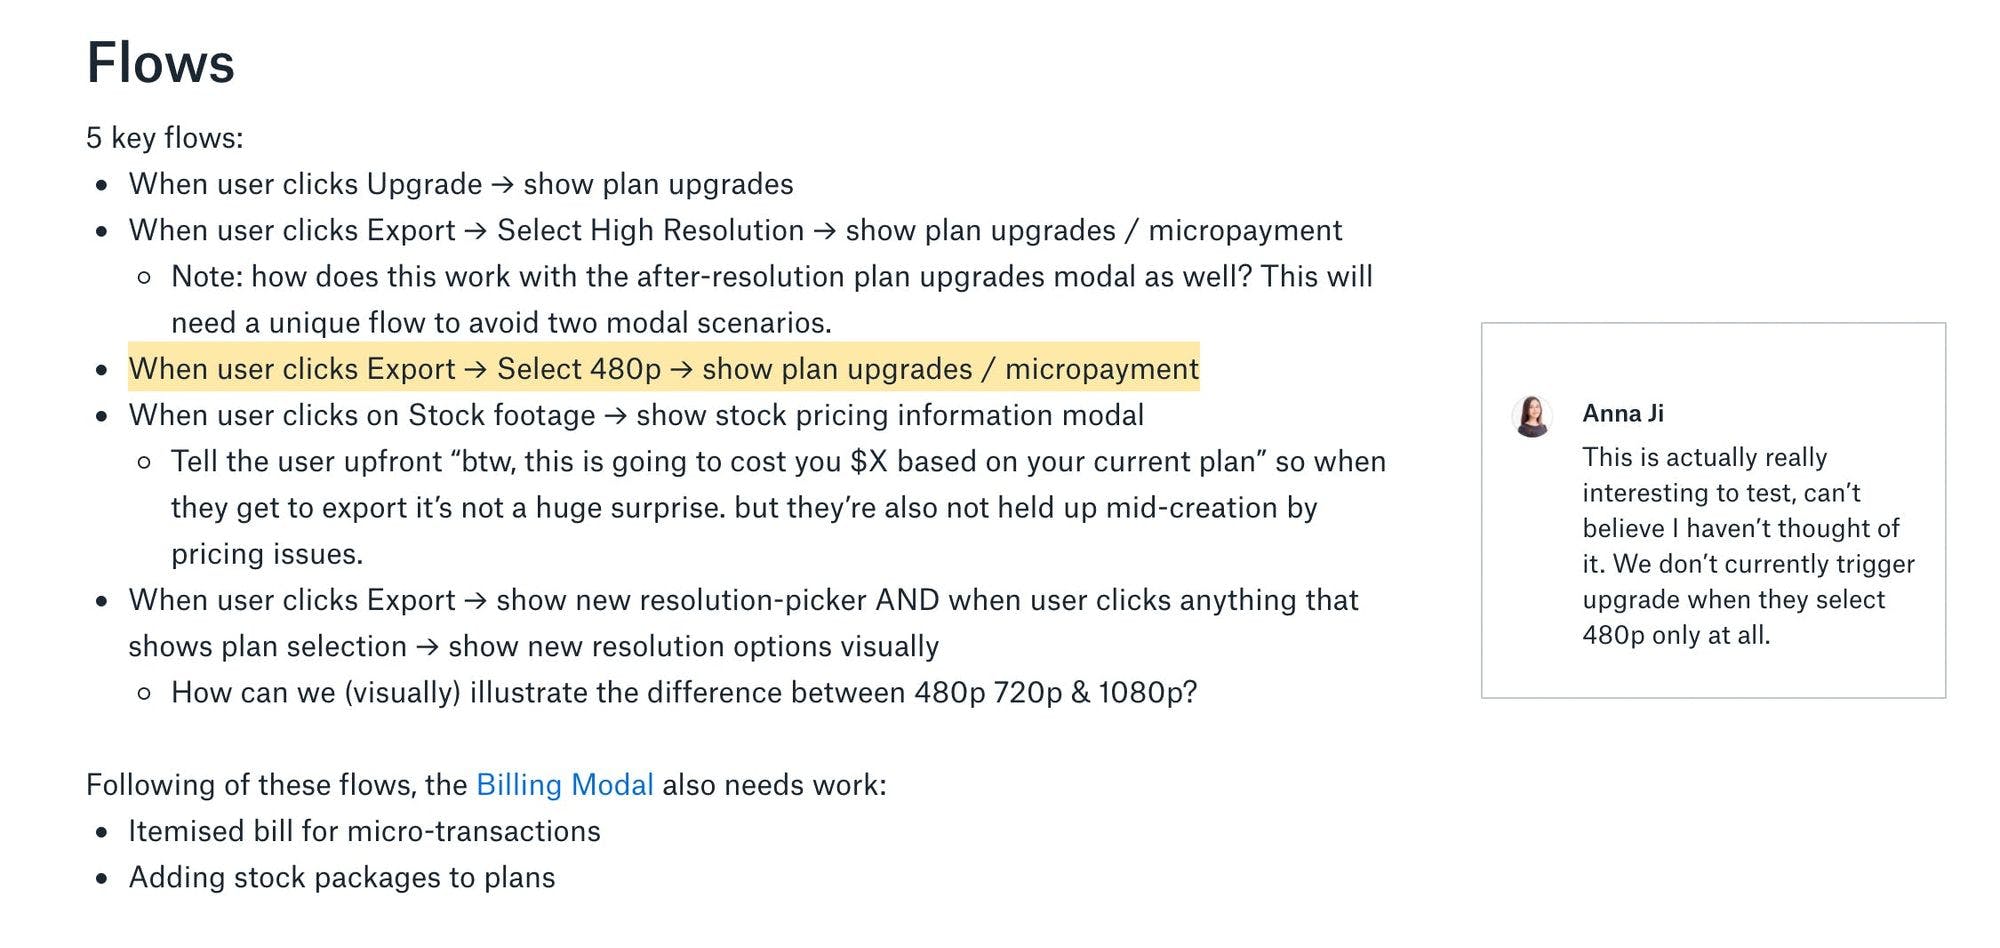 Flows
5 key flows:
• When user clicks Upgrade → show plan upgrades
• When user clicks Export → Select High Resolution → show plan upgrades / micropayment
◦ Note: how does this work with the after-resolution plan upgrades modal as well? This will
need a unique flow to avoid two modal scenarios.
• When user clicks Export → Select 480p → show plan upgrades / micropayment
• When user clicks on Stock footage → show stock pricing information modal
◦ Tell the user upfront “btw, this is going to cost you $X based on your current plan” so when
they get to export it’s not a huge surprise. but they’re also not held up mid-creation by
pricing issues.
• When user clicks Export → show new resolution-picker AND when user clicks anything that
shows plan selection → show new resolution options visually
◦ How can we (visually) illustrate the difference between 480p 720p & 1080p?
Following of these flows, the Billing Modal also needs work:
• Itemised bill for micro-transactions
• Adding stock packages to plans
Anna Ji
This is actually really
interesting to test, can’t
believe I haven’t thought of
it. We don’t currently trigger
upgrade when they select
480p only at all.